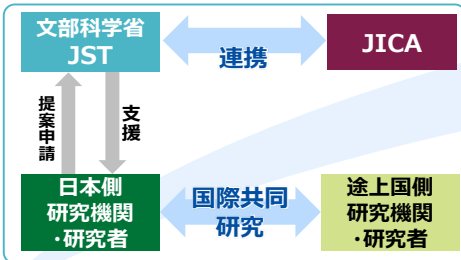 文部科学省
JST
連携
JICA
提案申請
支援
日本側
研究機関
・研究者
国際共同
研究
途上国側
研究機関
・研究者